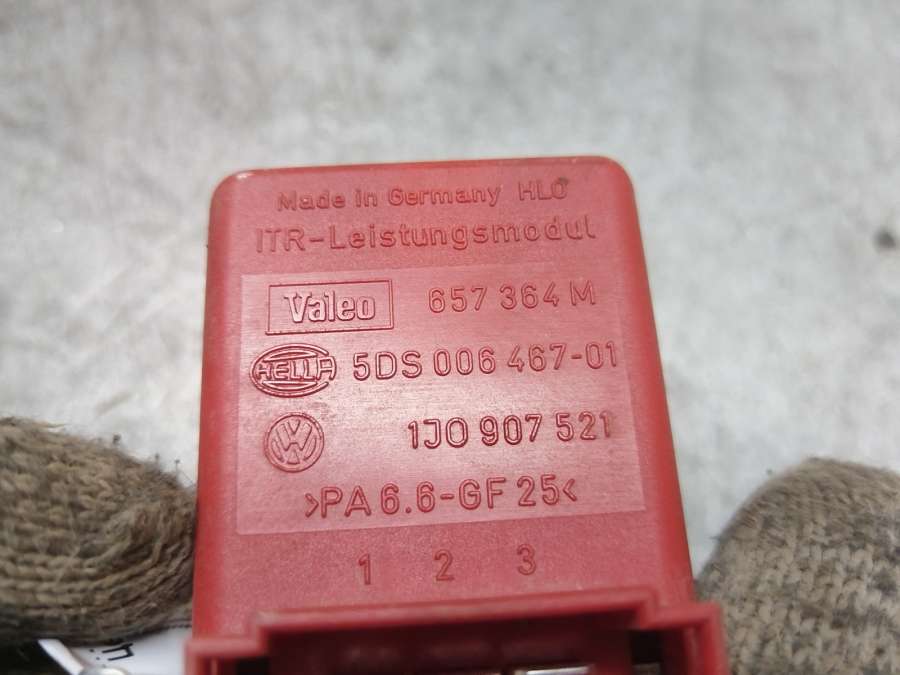 Made in Germany HLO
ITR-Leistungsmodul
Valeo 657 364 M
HELLA 5DS 006 467-01
VW 1J0 907 521
>PA 6.6-GF 25<
1 2 3